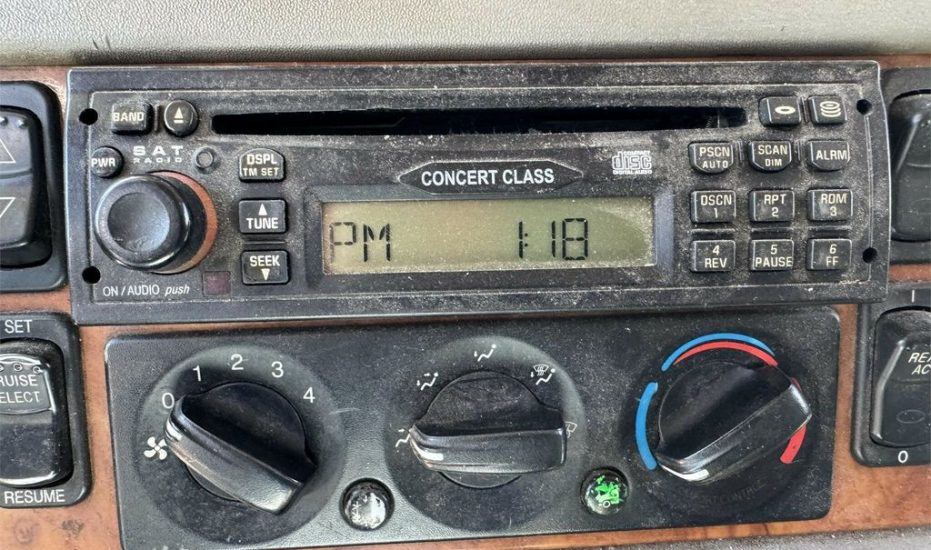 BAND
SAT
RADIO
PWR
DSPL
TM SET
TUNE
SEEK
ON / AUDIO push
CONCERT CLASS
COMPACT
disc
DIGITAL AUDIO
PM 1:18
PSCN
AUTO
SCAN
DIM
ALRM
DSCN
1
RPT
2
RDM
3
4
REV
5
PAUSE
6
FF
SET
CRUISE
SELECT
RESUME
0 1 2 3 4
I
AC
0